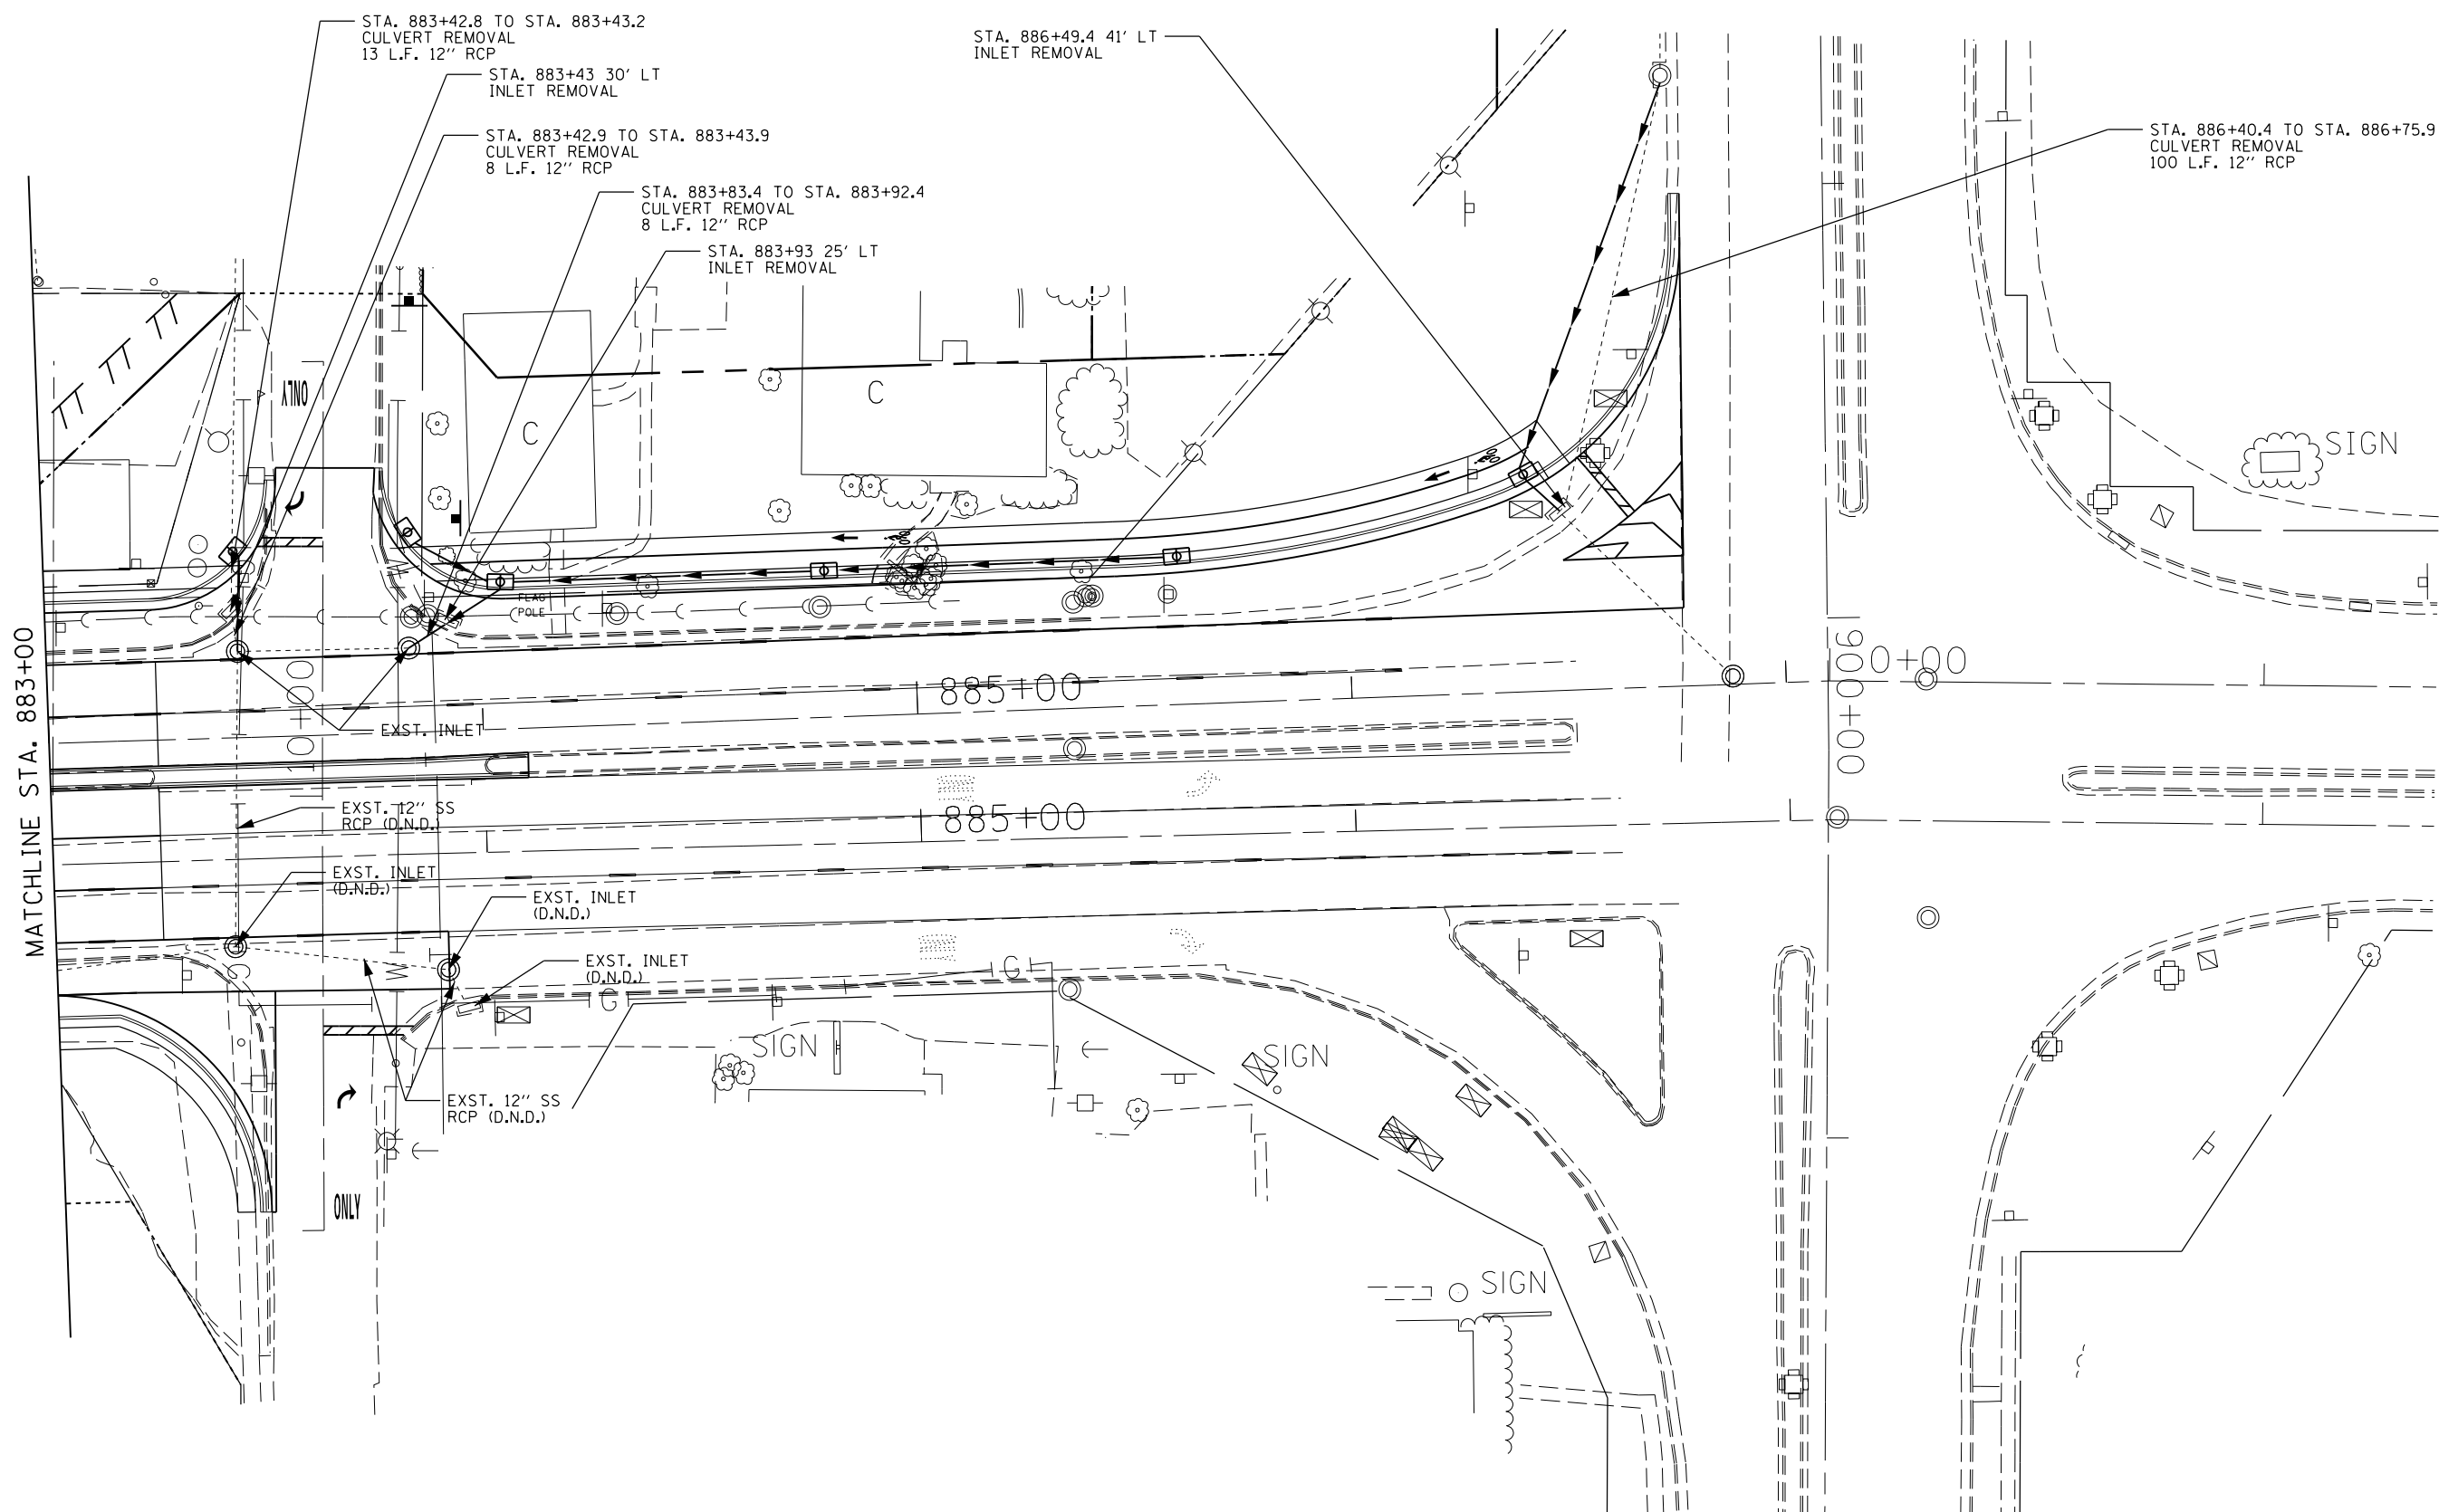 STA. 883+42.8 TO STA. 883+43.2
CULVERT REMOVAL
13 L.F. 12'' RCP
STA. 883+43 30' LT
INLET REMOVAL
STA. 883+42.9 TO STA. 883+43.9
CULVERT REMOVAL
8 L.F. 12'' RCP
STA. 883+83.4 TO STA. 883+92.4
CULVERT REMOVAL
8 L.F. 12'' RCP
STA. 883+93 25' LT
INLET REMOVAL
STA. 886+49.4 41' LT
INLET REMOVAL
STA. 886+40.4 TO STA. 886+75.9
CULVERT REMOVAL
100 L.F. 12'' RCP
ONLY
C
C
SIGN
FLAG
POLE
MATCHLINE STA. 883+00
885+00
900+00
00+00
EXST. INLET
EXST. 12'' SS
RCP (D.N.D.)
885+00
EXST. INLET
(D.N.D.)
EXST. INLET
(D.N.D.)
EXST. INLET
(D.N.D.)
G
G
SIGN
SIGN
EXST. 12'' SS
RCP (D.N.D.)
ONLY
SIGN